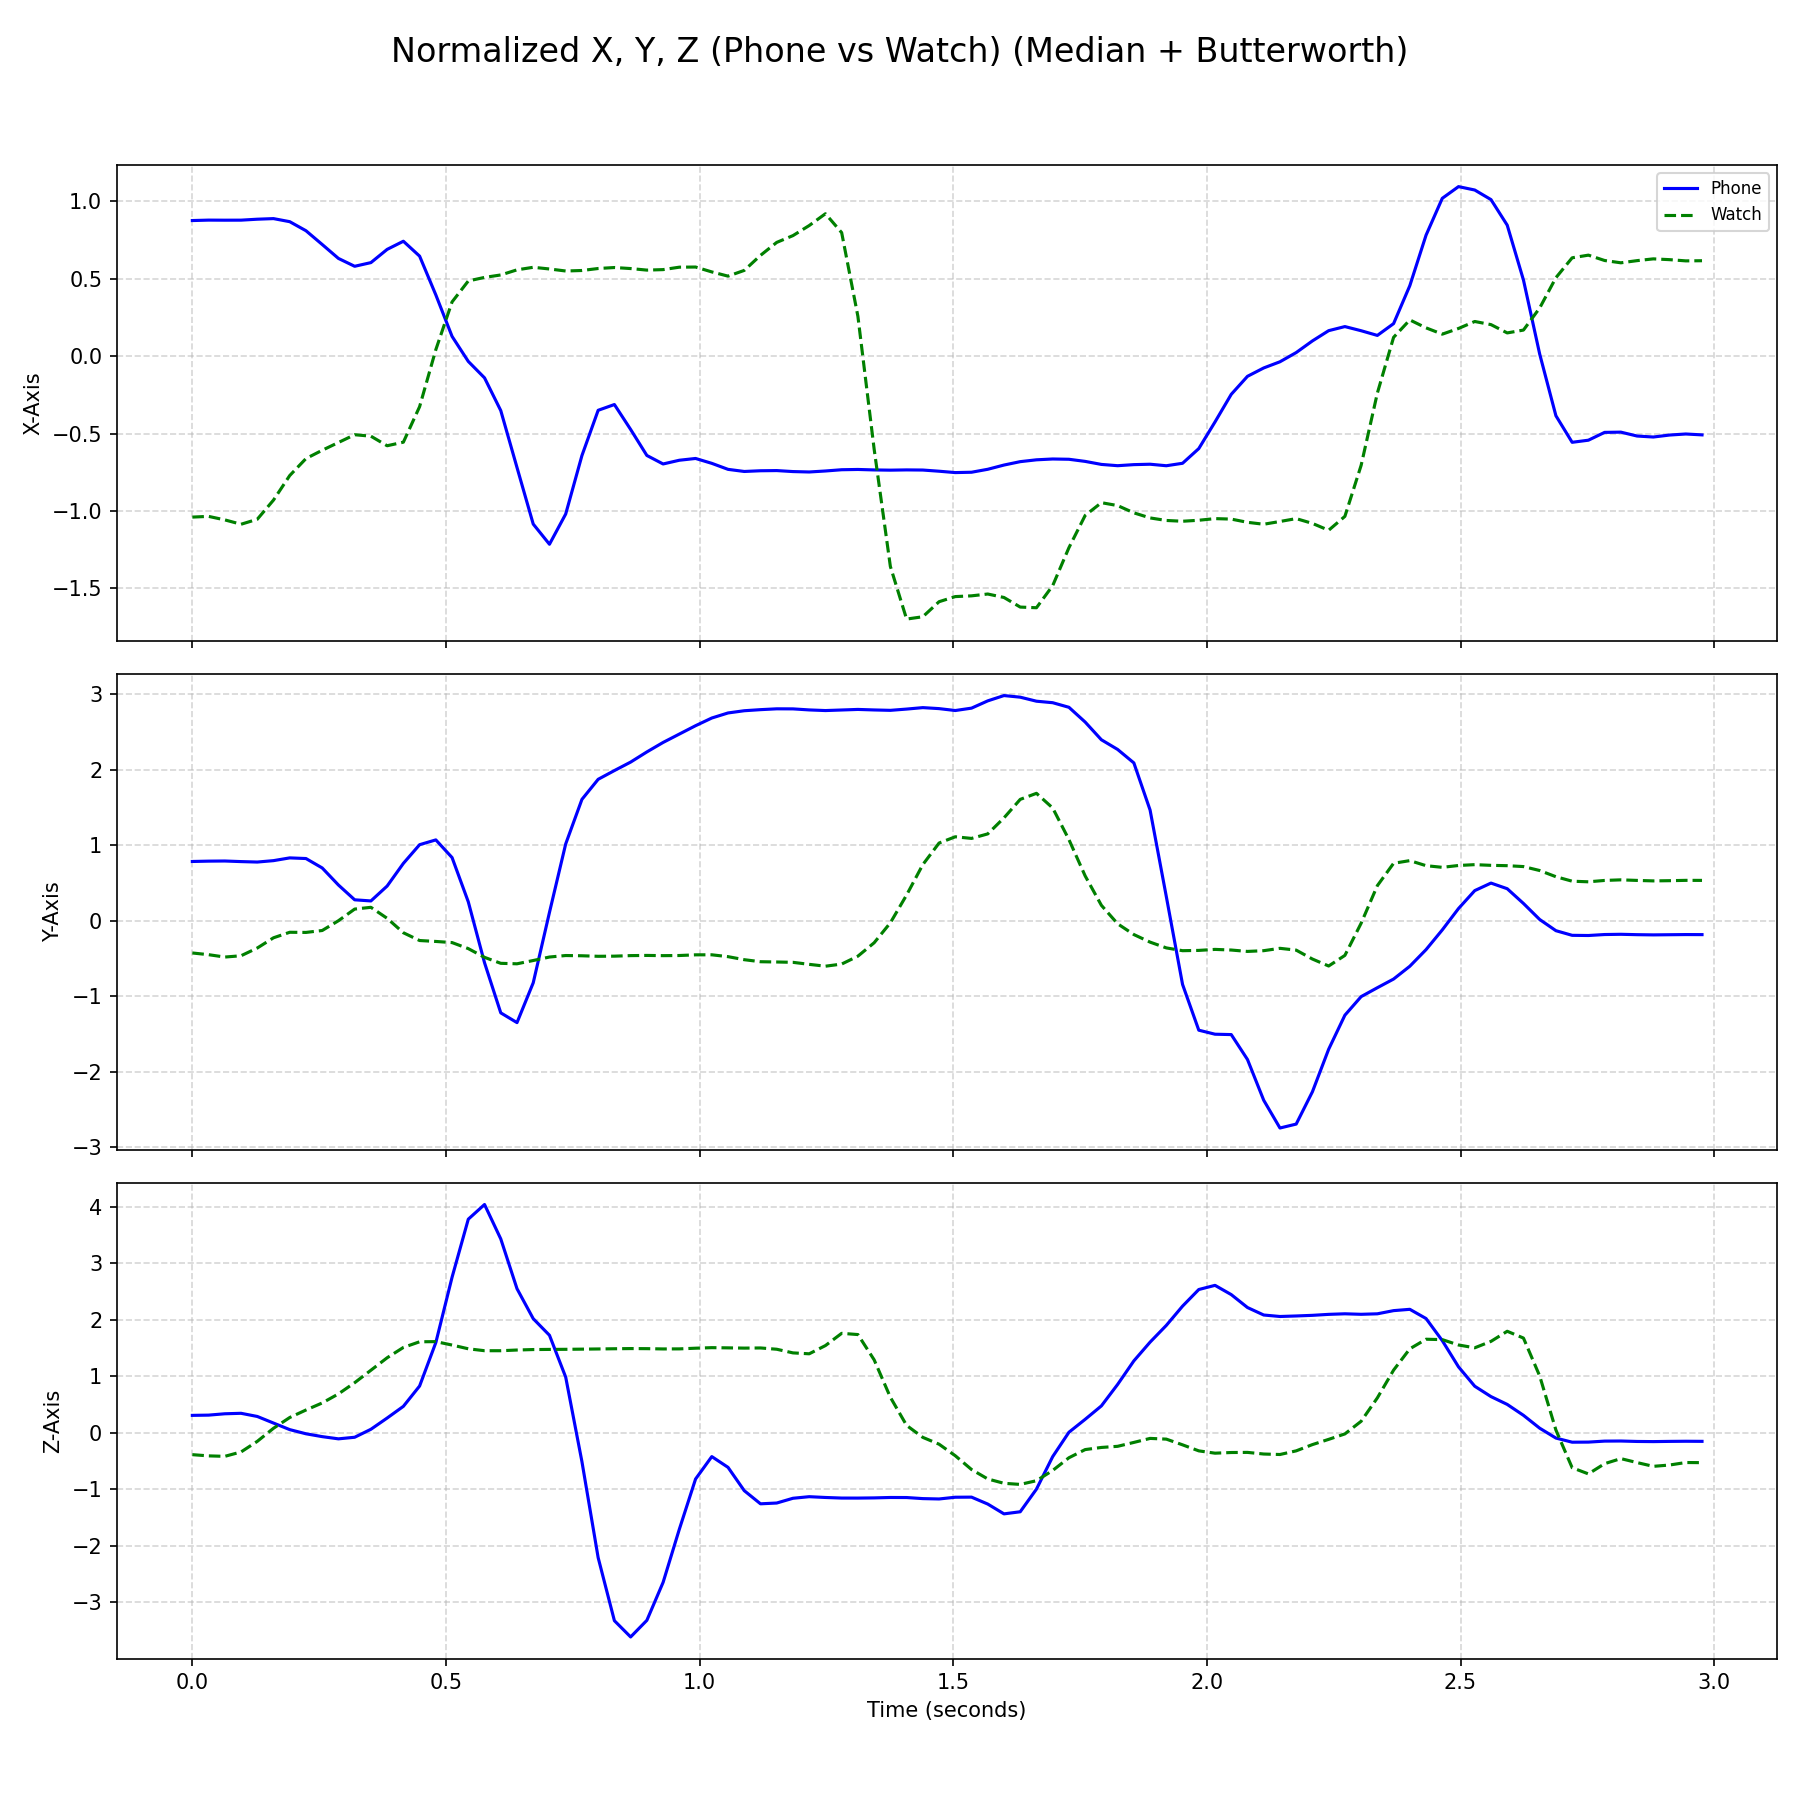 Normalized X, Y, Z (Phone vs Watch) (Median + Butterworth)
Phone
Watch
1.0
0.5
0.0
−0.5
−1.0
−1.5
X-Axis
3
2
1
0
−1
−2
−3
Y-Axis
4
3
2
1
0
−1
−2
−3
Z-Axis
0.0 0.5 1.0 1.5 2.0 2.5 3.0
Time (seconds)